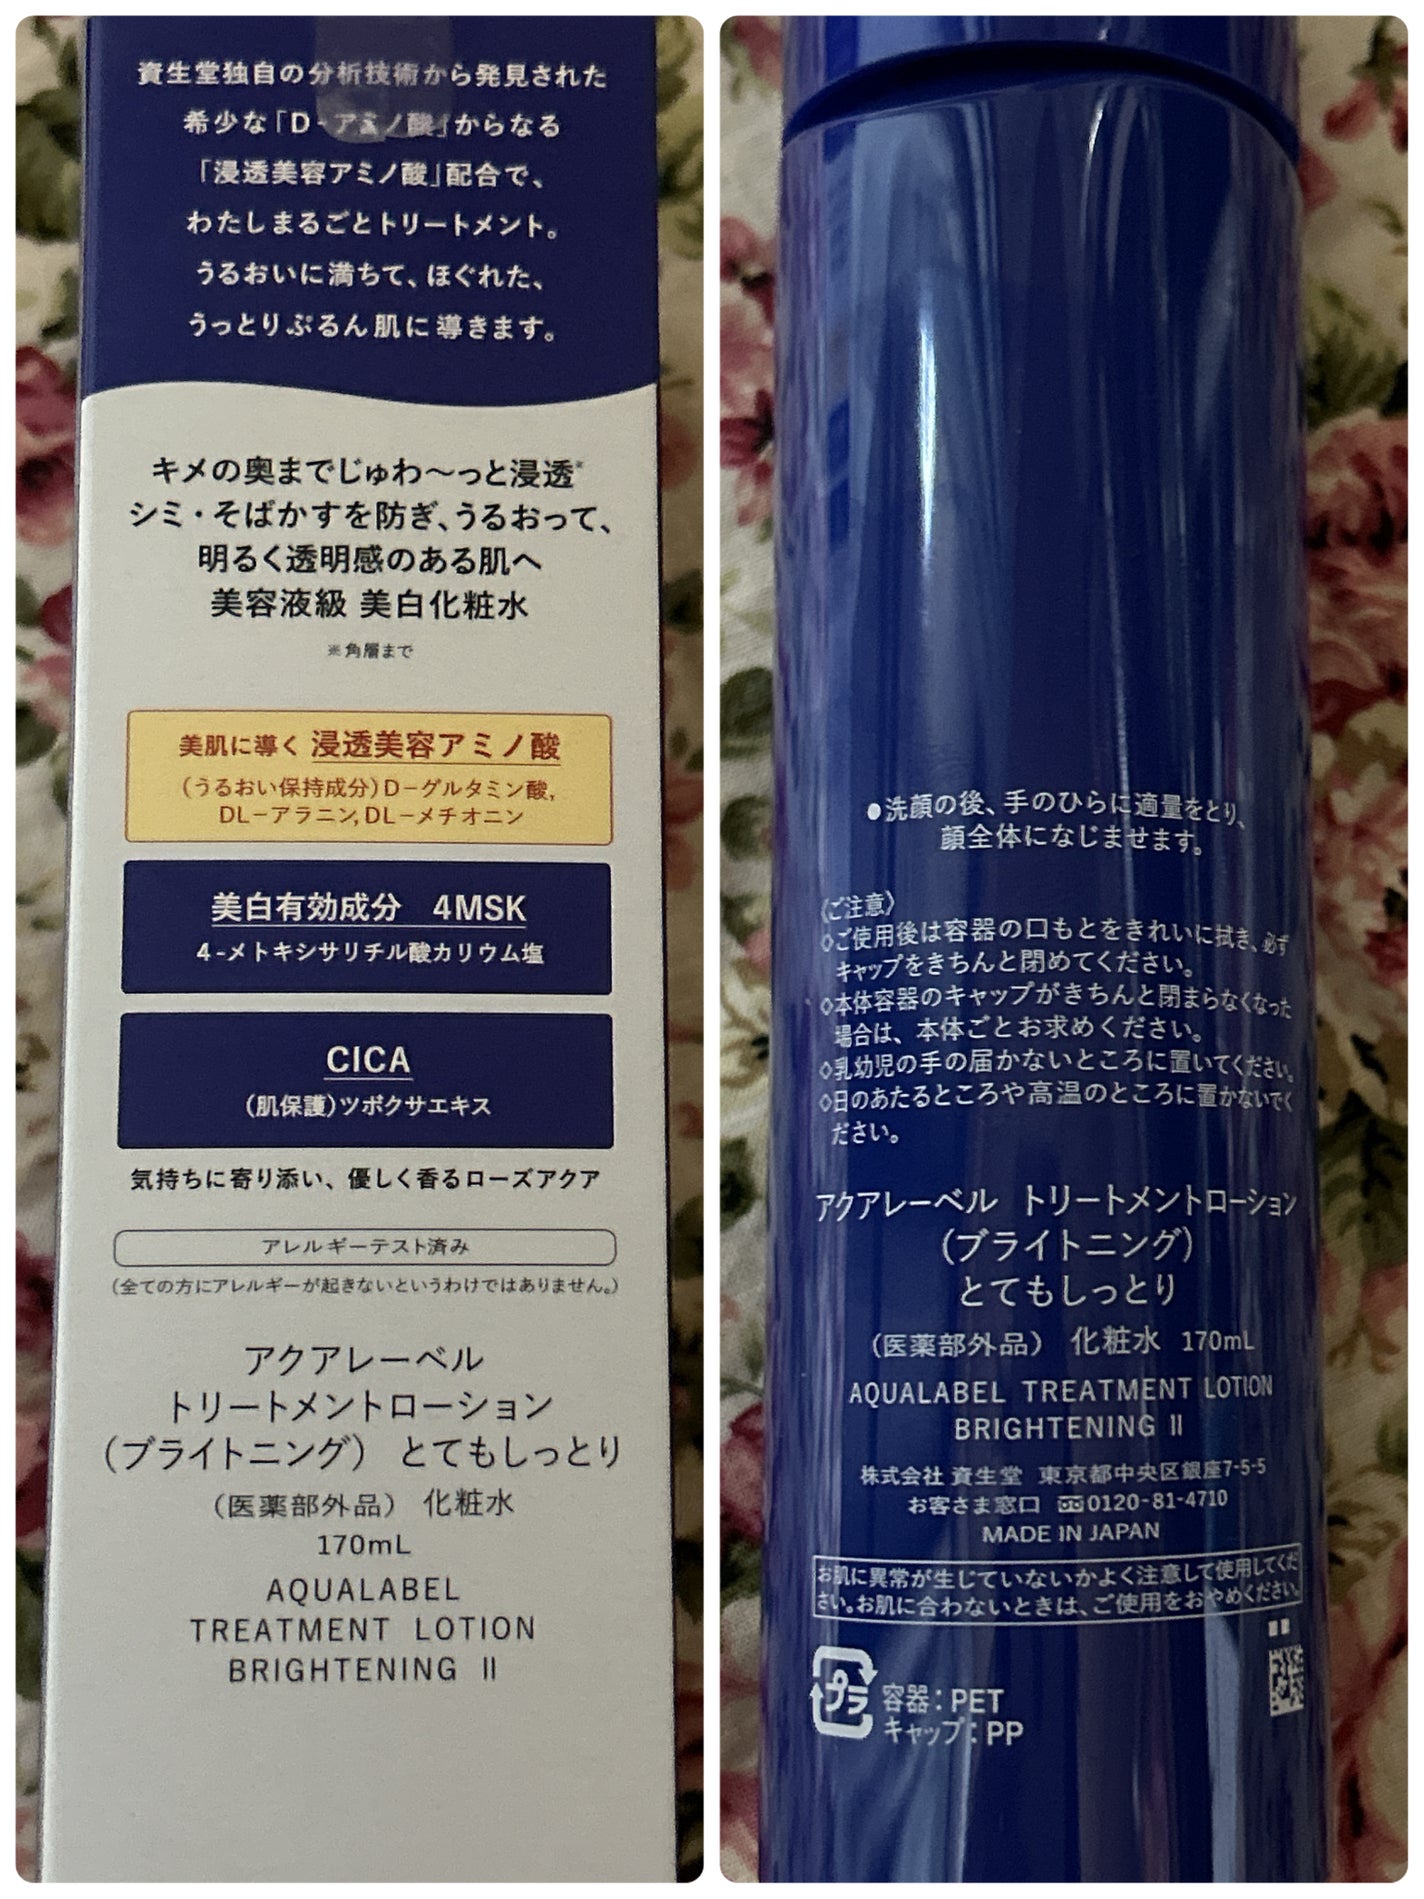 資生堂独自の分析技術から発見された
希少な「D-アミノ酸」からなる
「浸透美容アミノ酸」配合で、
わたしまるごとトリートメント。
うるおいに満ちて、ほぐれた、
うっとりぷるん肌に導きます。
キメの奥までじゅわ〜っと浸透※
シミ・そばかすを防ぎ、うるおって、
明るく透明感のある肌へ
美容液級 美白化粧水
※角層まで
美肌に導く 浸透美容アミノ酸
(うるおい保持成分)D−グルタミン酸,
DL−アラニン,DL−メチオニン
美白有効成分 4MSK
4-メトキシサリチル酸カリウム塩
CICA
(肌保護)ツボクサエキス
気持ちに寄り添い、優しく香るローズアクア
アレルギーテスト済み
(全ての方にアレルギーが起きないというわけではありません。)
アクアレーベル
トリートメントローション
(ブライトニング) とてもしっとり
(医薬部外品) 化粧水
170mL
AQUALABEL
TREATMENT LOTION
BRIGHTENING II
●洗顔の後、手のひらに適量をとり、
顔全体になじませます。
〈ご注意〉
◇ご使用後は容器の口もとをきれいに拭き、必ず
キャップをきちんと閉めてください。
◇本体容器のキャップがきちんと閉まらなくなった
場合は、本体ごとお求めください。
◇乳幼児の手の届かないところに置いてください。
◇日のあたるところや高温のところに置かないでく
ださい。
アクアレーベル トリートメントローション
(ブライトニング)
とてもしっとり
(医薬部外品) 化粧水 170mL
AQUALABEL TREATMENT LOTION
BRIGHTENING II
株式会社 資生堂 東京都中央区銀座7-5-5
お客さま窓口 0120-81-4710
MADE IN JAPAN
お肌に異常が生じていないかよく注意して使用してくだ
さい。お肌に合わないときは、ご使用をおやめください。
プラ
容器：PET
キャップ：PP